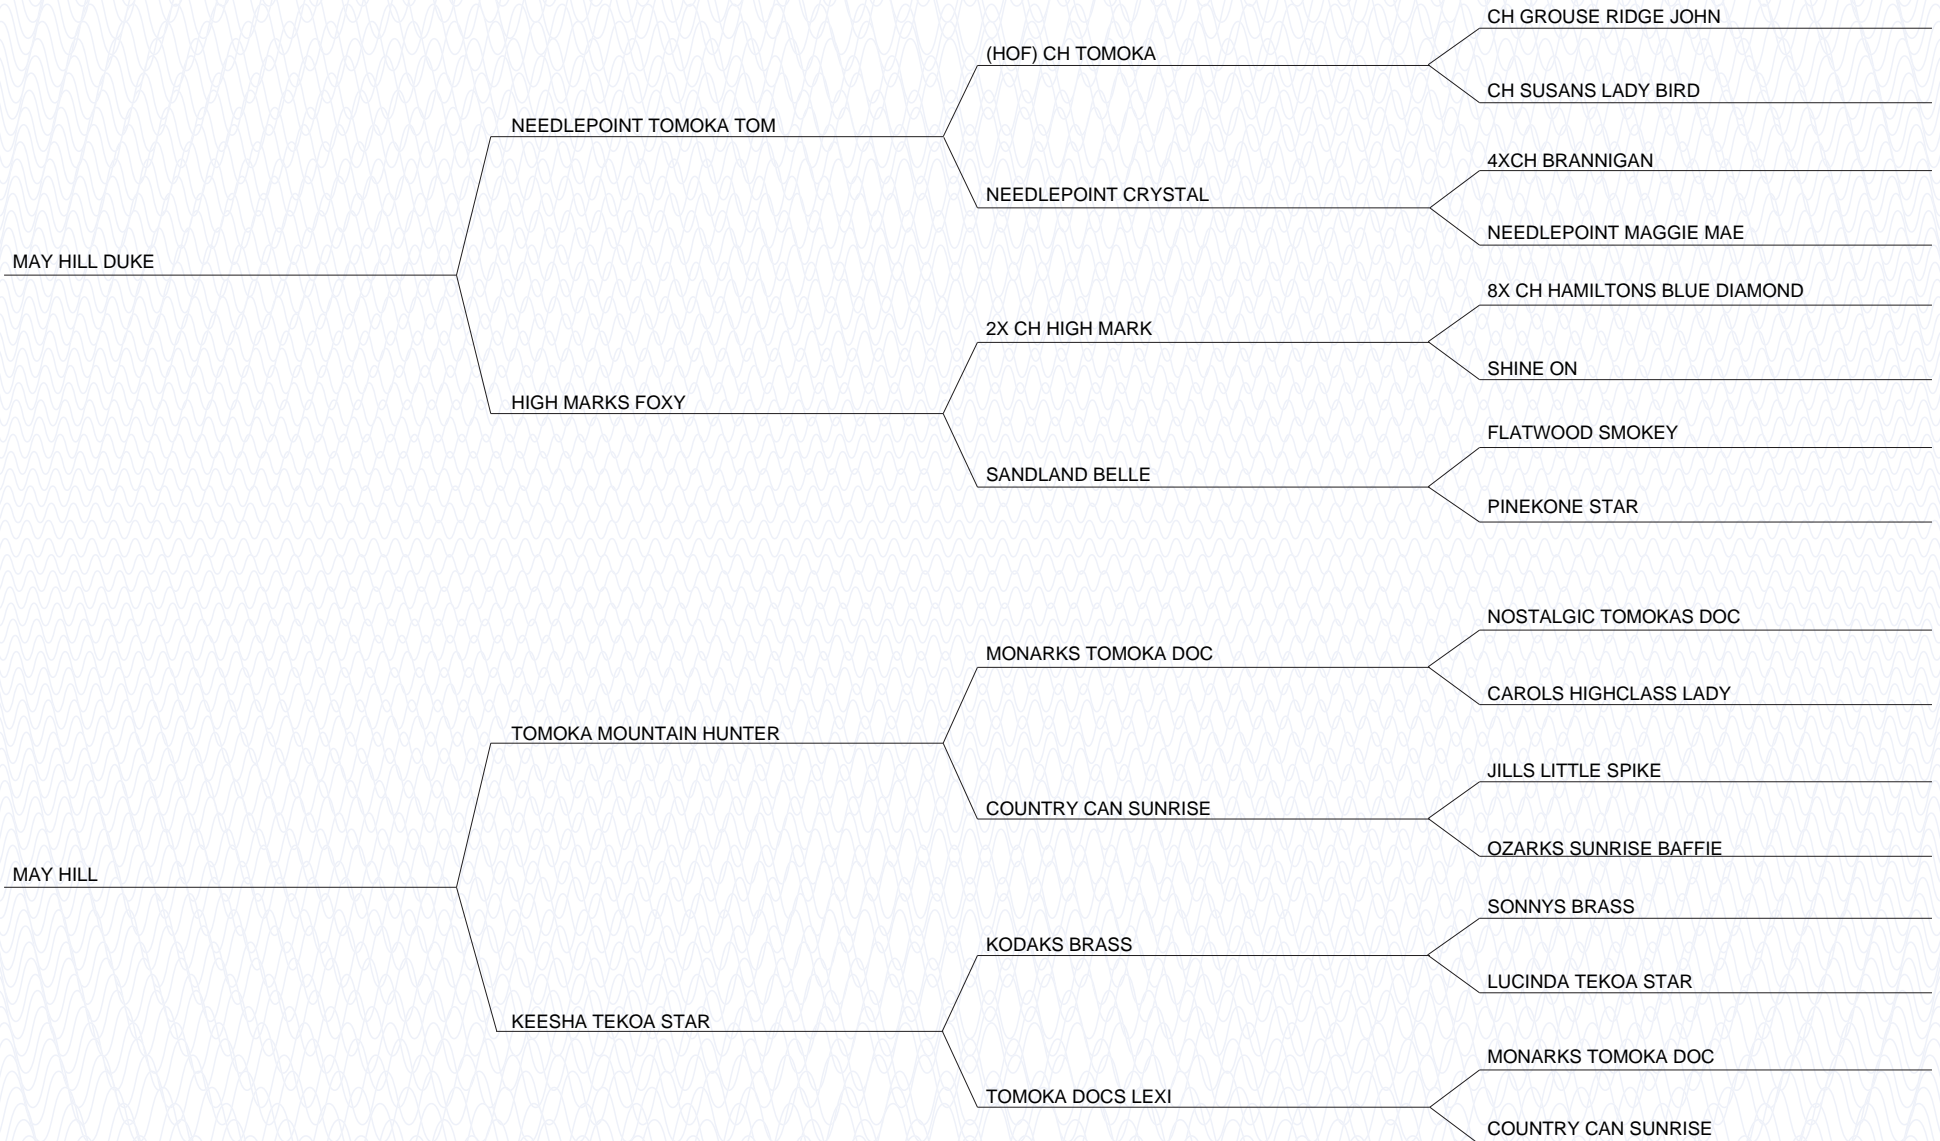 CH GROUSE RIDGE JOHN
(HOF) CH TOMOKA
CH SUSANS LADY BIRD
NEEDLEPOINT TOMOKA TOM
4XCH BRANNIGAN
NEEDLEPOINT CRYSTAL
NEEDLEPOINT MAGGIE MAE
MAY HILL DUKE
8X CH HAMILTONS BLUE DIAMOND
2X CH HIGH MARK
SHINE ON
HIGH MARKS FOXY
FLATWOOD SMOKEY
SANDLAND BELLE
PINEKONE STAR
NOSTALGIC TOMOKAS DOC
MONARKS TOMOKA DOC
CAROLS HIGHCLASS LADY
TOMOKA MOUNTAIN HUNTER
JILLS LITTLE SPIKE
COUNTRY CAN SUNRISE
OZARKS SUNRISE BAFFIE
MAY HILL
SONNYS BRASS
KODAKS BRASS
LUCINDA TEKOA STAR
KEESHA TEKOA STAR
MONARKS TOMOKA DOC
TOMOKA DOCS LEXI
COUNTRY CAN SUNRISE